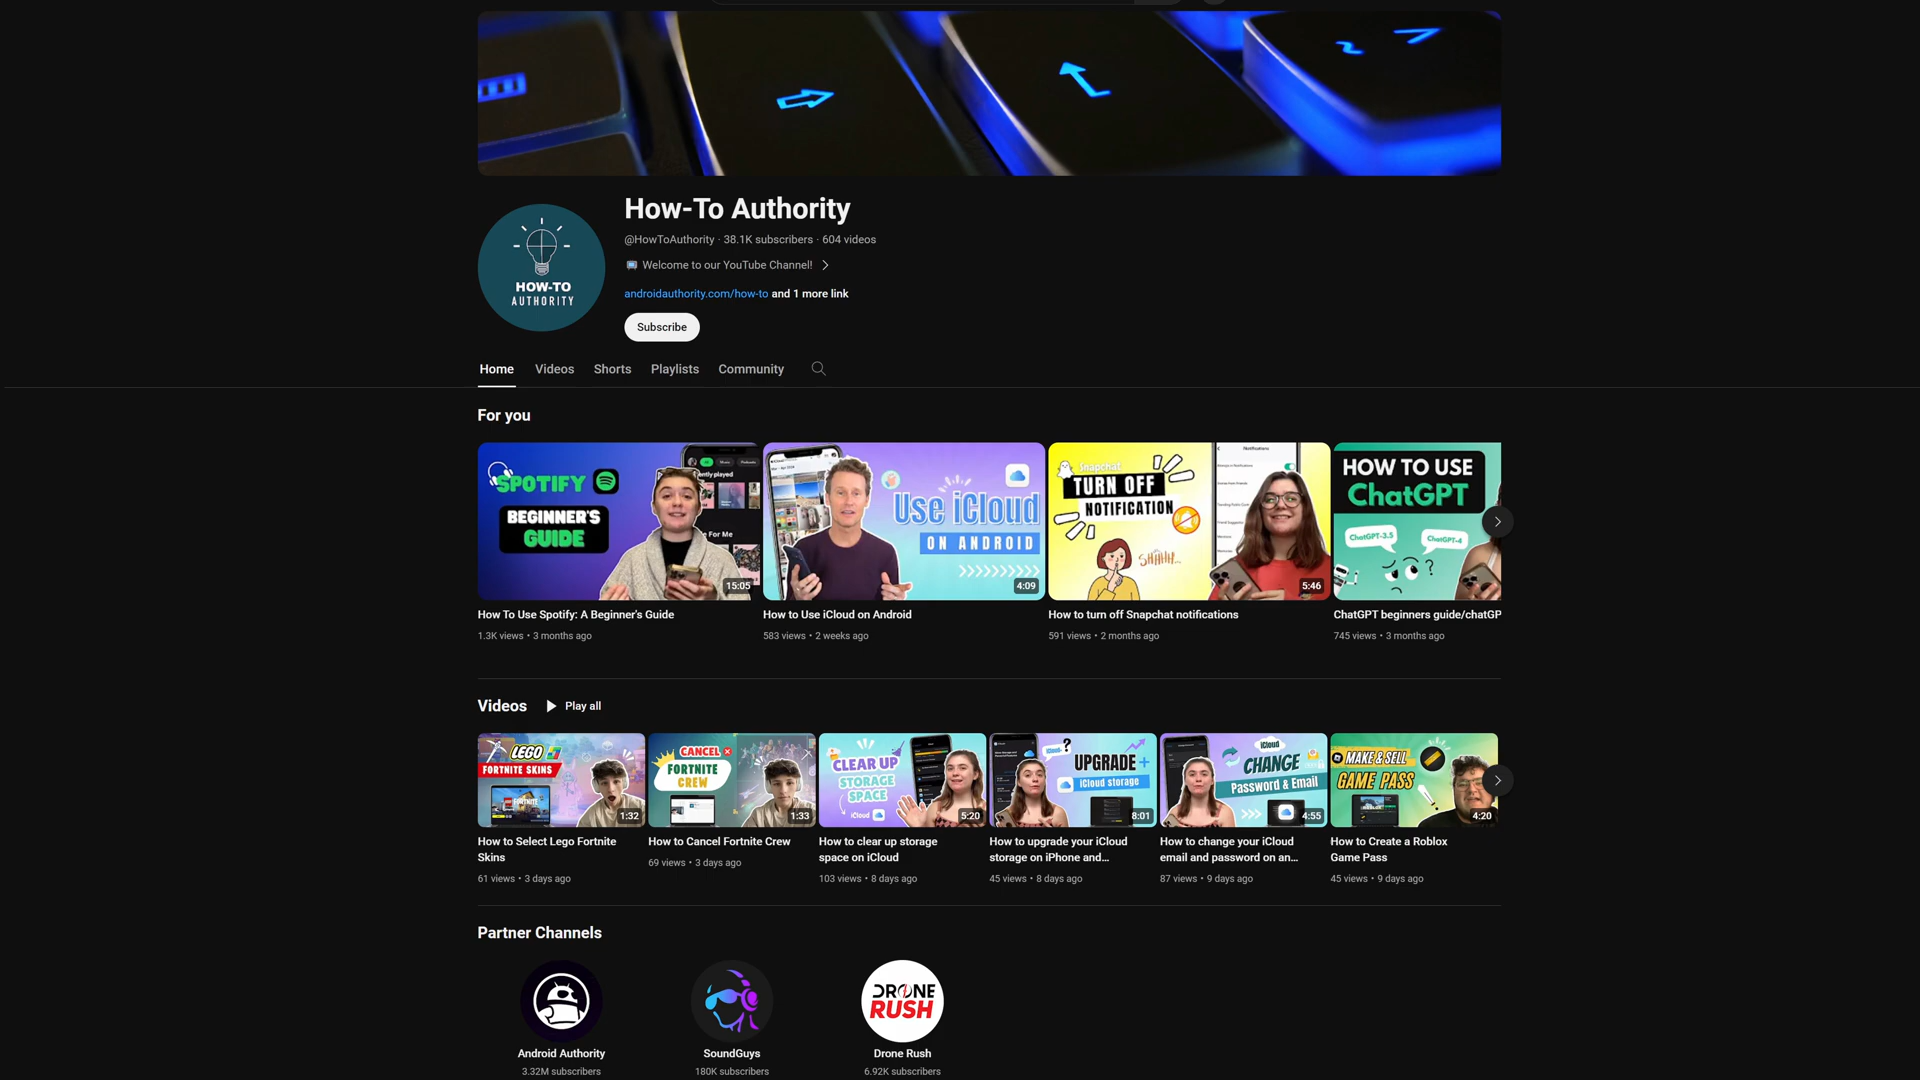 HOW-TO
AUTHORITY
How-To Authority
@HowToAuthority · 38.1K subscribers · 604 videos
Welcome to our YouTube Channel!
androidauthority.com/how-to and 1 more link
Subscribe
Home
Videos
Shorts
Playlists
Community
For you
SPOTIFY
BEGINNER'S
GUIDE
15:05
Use iCloud
ON ANDROID
4:09
Snapchat
TURN OFF
NOTIFICATION
Notifications
SHHHH...
5:46
HOW TO USE
ChatGPT
ChatGPT-3.5
ChatGPT-4
How To Use Spotify: A Beginner's Guide
1.3K views • 3 months ago
How to Use iCloud on Android
583 views • 2 weeks ago
How to turn off Snapchat notifications
591 views • 2 months ago
ChatGPT beginners guide/chatGP
745 views • 3 months ago
Videos
Play all
LEGO
FORTNITE SKINS
1:32
CANCEL
FORTNITE
CREW
1:33
CLEAR UP
STORAGE
SPACE
iCloud
5:20
iCloud
UPGRADE
iCloud storage
8:01
iCloud
CHANGE
Password & Email
4:55
MAKE & SELL
GAME PASS
4:20
How to Select Lego Fortnite
Skins
61 views • 3 days ago
How to Cancel Fortnite Crew
69 views • 3 days ago
How to clear up storage
space on iCloud
103 views • 8 days ago
How to upgrade your iCloud
storage on iPhone and...
45 views • 8 days ago
How to change your iCloud
email and password on an...
87 views • 9 days ago
How to Create a Roblox
Game Pass
45 views • 9 days ago
Partner Channels
DRONE
RUSH
Android Authority
3.32M subscribers
SoundGuys
180K subscribers
Drone Rush
6.92K subscribers